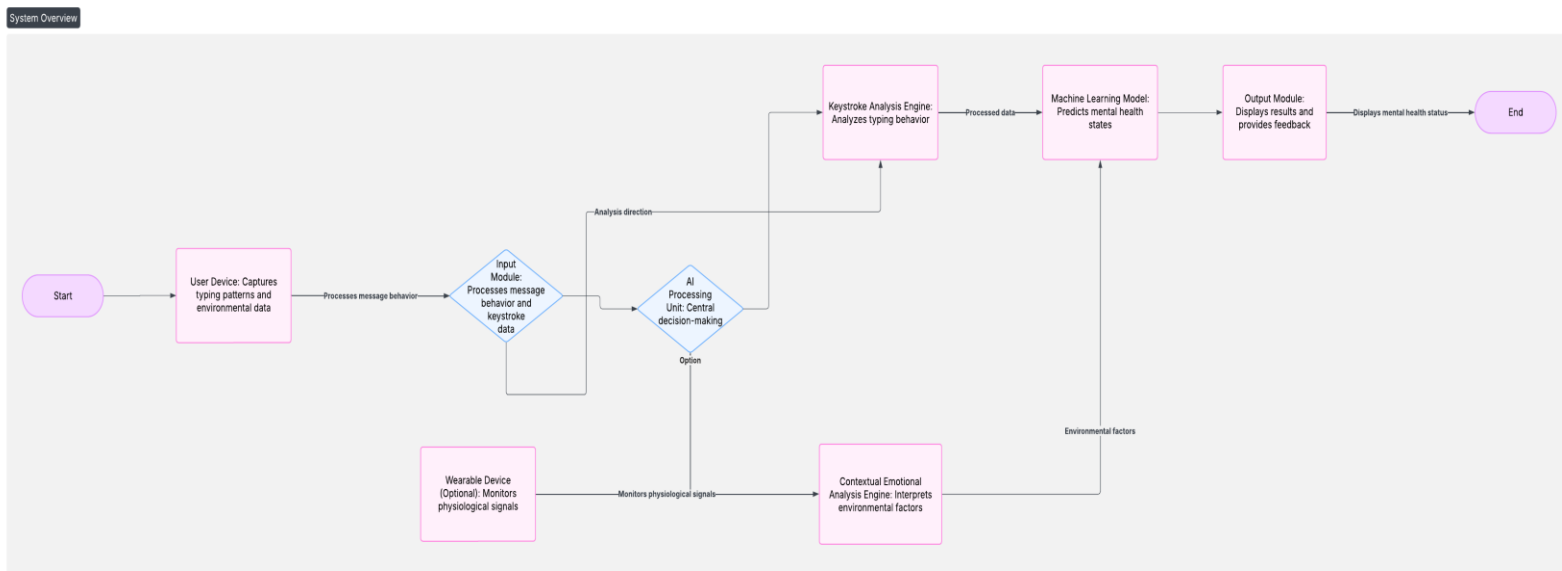 System Overview
Keystroke Analysis Engine:
Analyzes typing behavior
Processed data
Machine Learning Model:
Predicts mental health
states
Output Module:
Displays results and
provides feedback
Displays mental health status
End
Analysis direction
Start
User Device: Captures
typing patterns and
environmental data
Processes message behavior
Input
Module:
Processes message
behavior and
keystroke
data
AI
Processing
Unit: Central
decision-making
Option
Environmental factors
Wearable Device
(Optional): Monitors
physiological signals
Monitors physiological signals
Contextual Emotional
Analysis Engine: Interprets
environmental factors